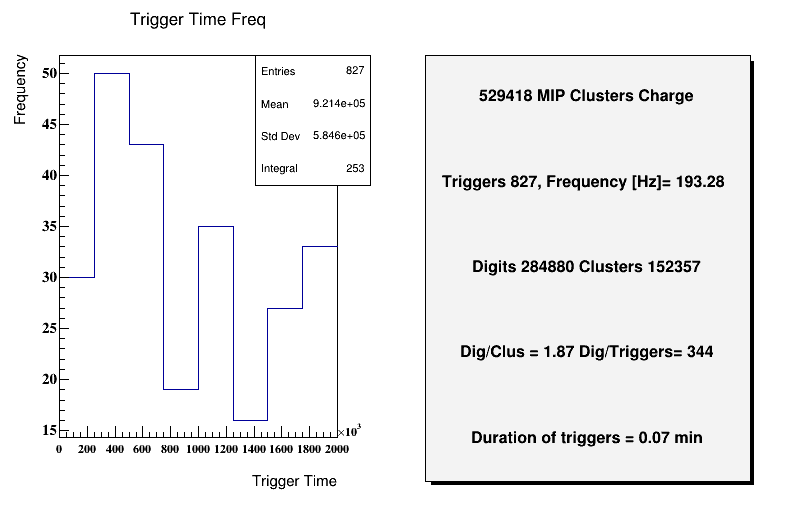 Trigger Time Freq
Frequency
50
45
40
35
30
25
20
15
0 200 400 600 800 1000 1200 1400 1600 1800 2000
×10³
Trigger Time
Entries 827
Mean 9.214e+05
Std Dev 5.846e+05
Integral 253
529418 MIP Clusters Charge
Triggers 827, Frequency [Hz]= 193.28
Digits 284880 Clusters 152357
Dig/Clus = 1.87 Dig/Triggers= 344
Duration of triggers = 0.07 min